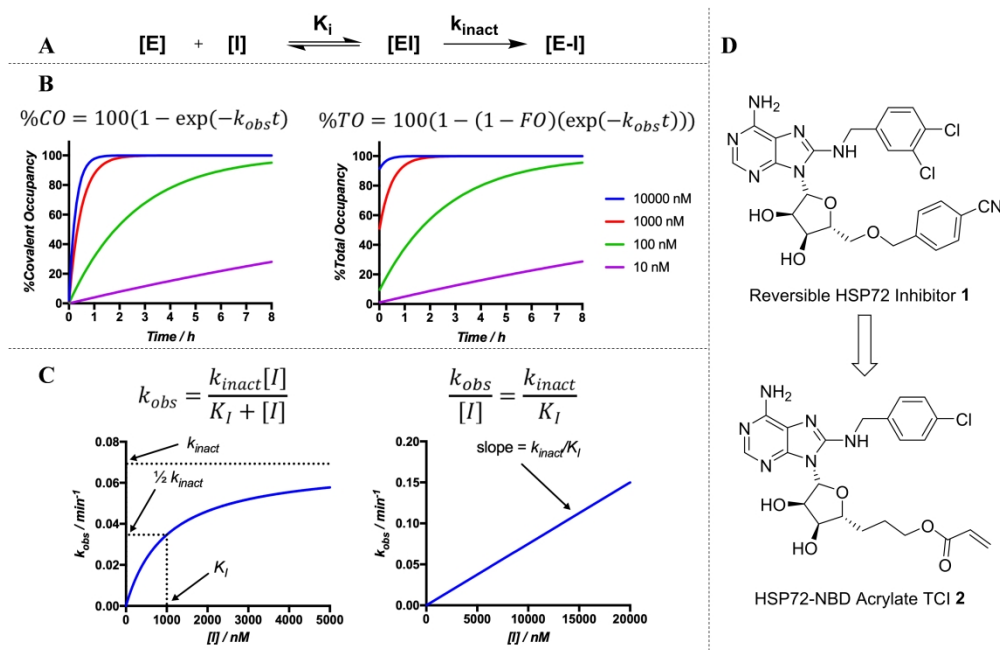 A
[E] + [I] Ki [EI] kinact [E-I]
B
%CO = 100(1 − exp(−kobst)
%TO = 100(1 − (1 − FO)(exp(−kobst)))
%Covalent Occupancy
100
80
60
40
20
0
0 1 2 3 4 5 6 7 8
Time / h
%Total Occupancy
100
80
60
40
20
0
0 1 2 3 4 5 6 7 8
Time / h
10000 nM
1000 nM
100 nM
10 nM
C
kobs = kinact[I]
KI + [I]
kobs / min-1
0.08
0.06
0.04
0.02
0.00
kinact
½ kinact
KI
0 1000 2000 3000 4000 5000
[I] / nM
kobs = kinact
[I] KI
kobs / min-1
0.20
0.15
0.10
0.05
0.00
slope = kinact/KI
0 5000 10000 15000 20000
[I] / nM
D
NH2
N
N
N
N
NH
Cl
Cl
O
HO
HO
O
CN
Reversible HSP72 Inhibitor 1
NH2
N
N
N
N
NH
Cl
O
HO
HO
O
O
HSP72-NBD Acrylate TCI 2